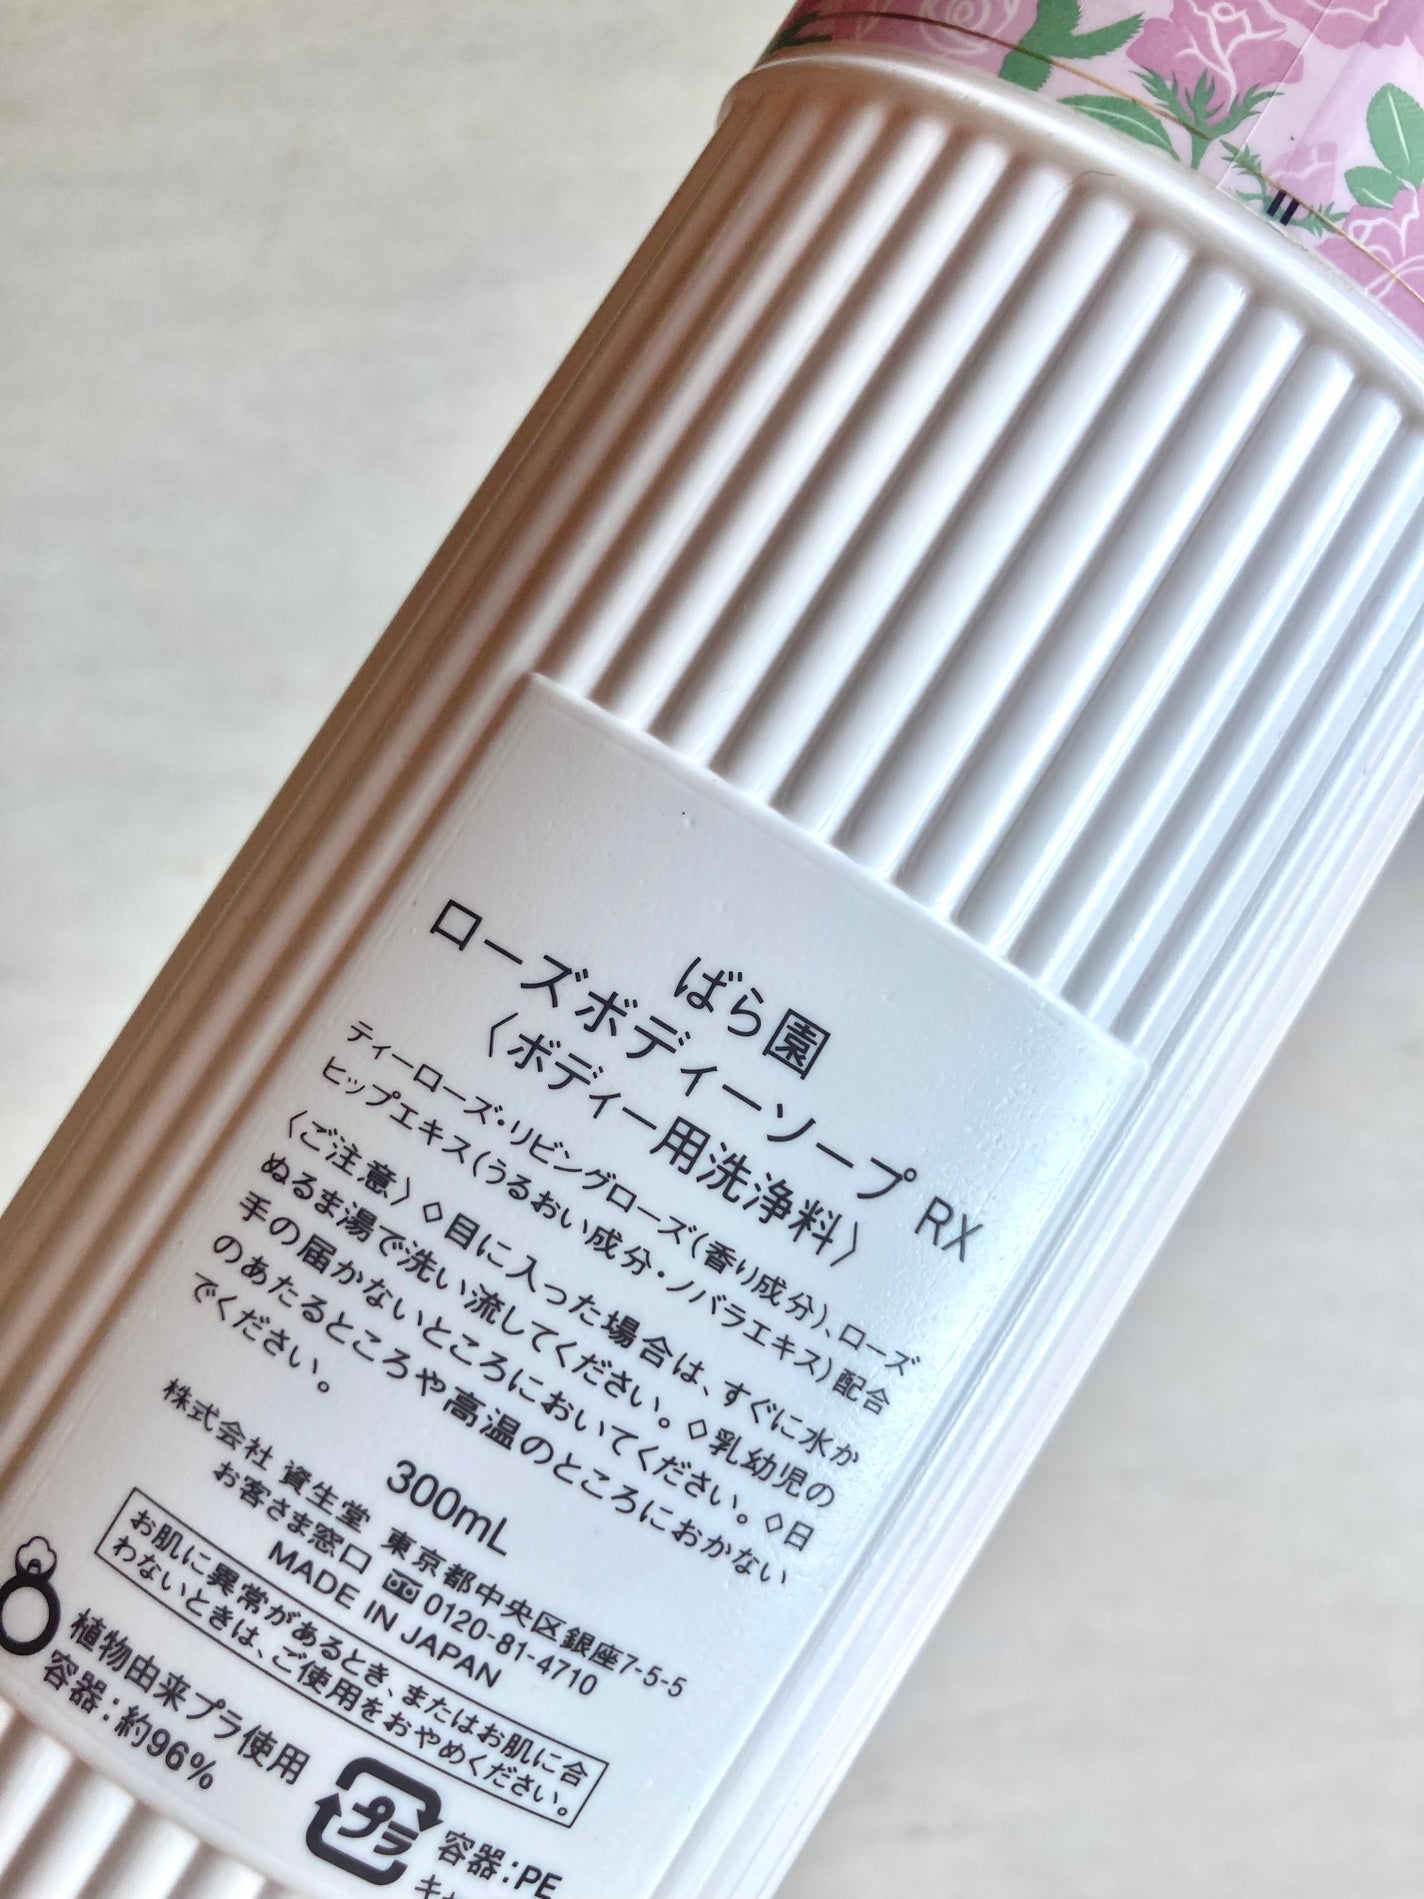 ばら園
ローズボディーソープ RX
〈ボディー用洗浄料〉
ティーローズ・リビングローズ(香り成分)、ローズ
ヒップエキス(うるおい成分・ノバラエキス)配合
〈ご注意〉◇目に入った場合は、すぐに水か
ぬるま湯で洗い流してください。◇乳幼児の
手の届かないところにおいてください。◇日
のあたるところや高温のところにおかない
でください。
300mL
株式会社 資生堂 東京都中央区銀座7-5-5
お客さま窓口 0120-81-4710
MADE IN JAPAN
お肌に異常があるとき、またはお肌に合
わないときは、ご使用をおやめください。
植物由来プラ使用
容器:約96%
プラ
容器:PE